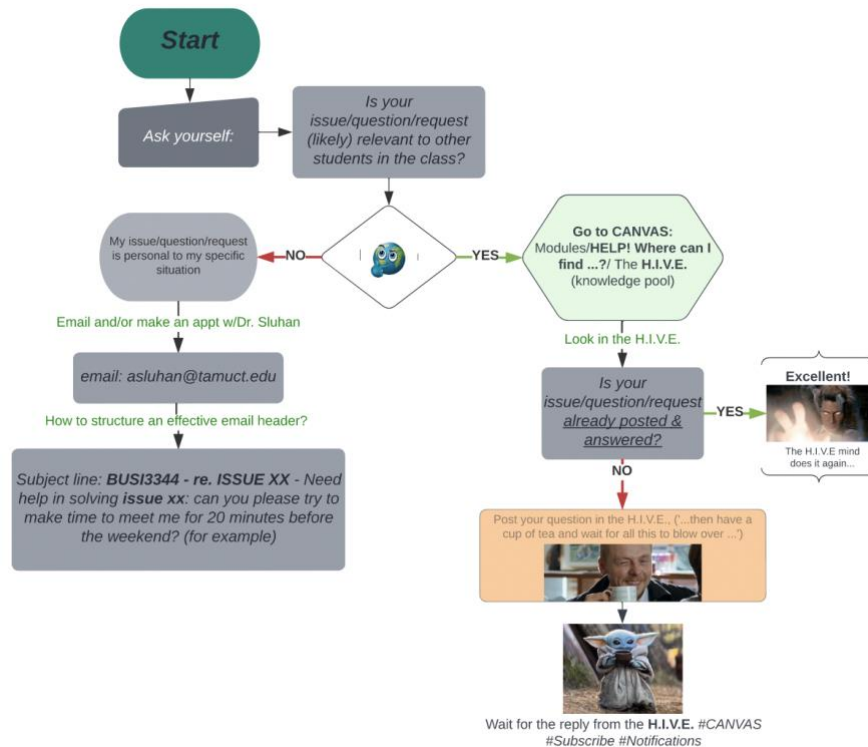 Start
Ask yourself:
Is your
issue/question/request
(likely) relevant to other
students in the class?
My issue/question/request
is personal to my specific
situation
NO
YES
Go to CANVAS:
Modules/HELP! Where can I
find ...?/ The H.I.V.E.
(knowledge pool)
Email and/or make an appt w/Dr. Sluhan
Look in the H.I.V.E.
email: asluhan@tamuct.edu
Is your
issue/question/request
already posted &
answered?
YES
Excellent!
The H.I.V.E mind
does it again...
How to structure an effective email header?
NO
Subject line: BUSI3344 - re. ISSUE XX - Need
help in solving issue xx: can you please try to
make time to meet me for 20 minutes before
the weekend? (for example)
Post your question in the H.I.V.E., ('...then have a
cup of tea and wait for all this to blow over ...')
Wait for the reply from the H.I.V.E. #CANVAS
#Subscribe #Notifications